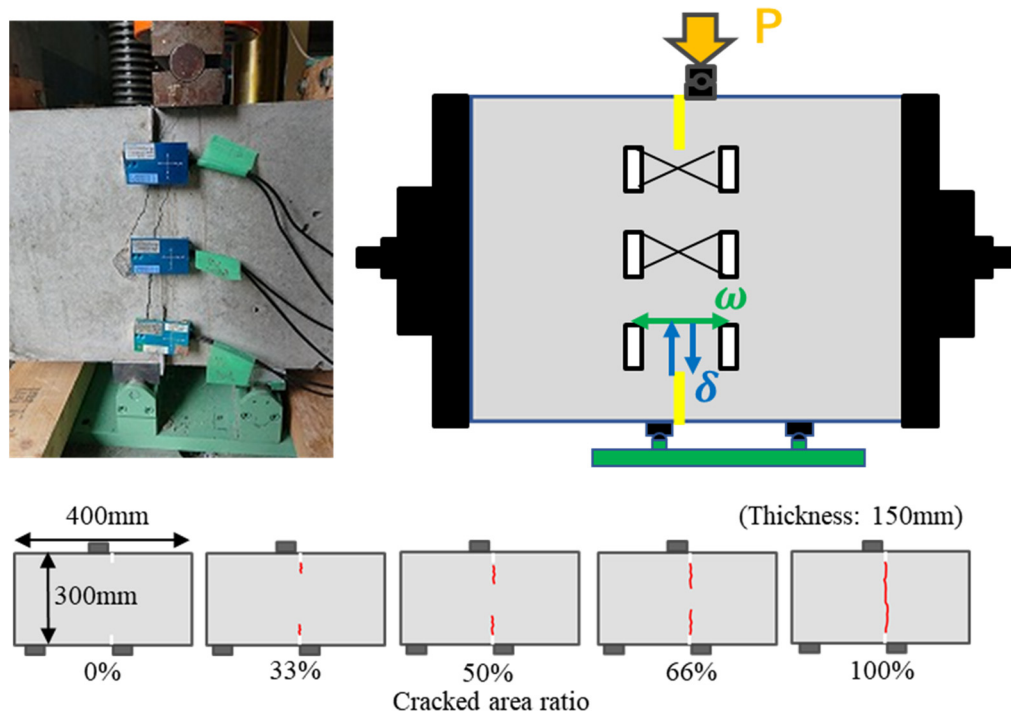 P
ω
δ
400mm
(Thickness: 150mm)
300mm
0%
33%
50%
66%
100%
Cracked area ratio